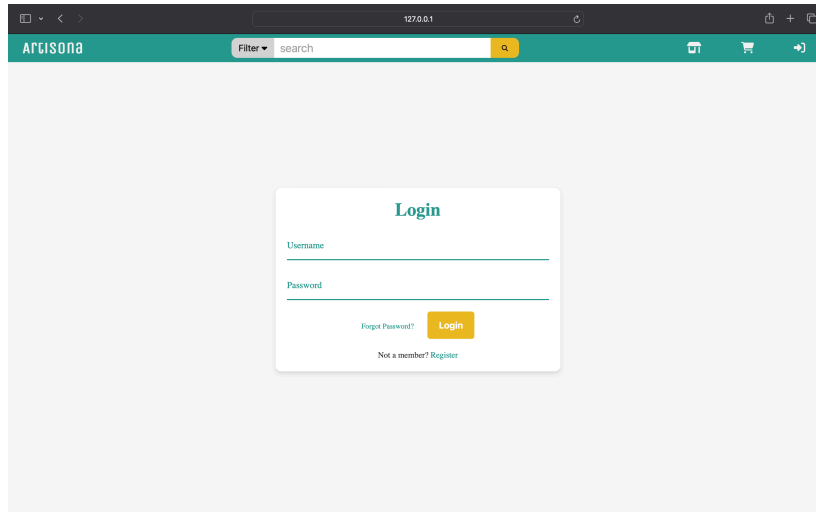 127.0.0.1
Artisona
Filter search
Login
Username
Password
Forgot Password? Login
Not a member? Register